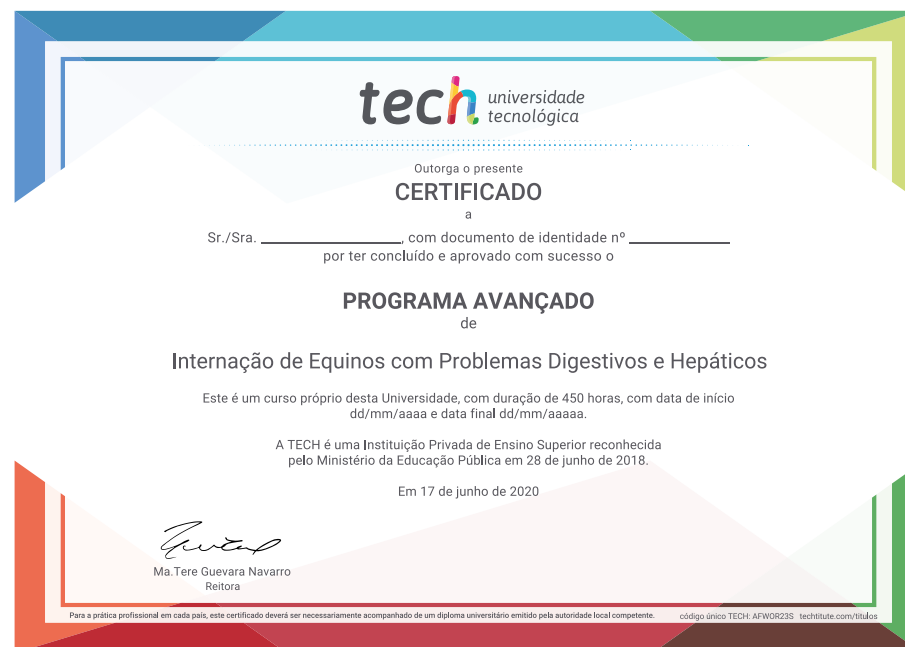 tech universidade
tecnológica
Outorga o presente
CERTIFICADO
a
Sr./Sra. ____________, com documento de identidade nº ____________
por ter concluído e aprovado com sucesso o
PROGRAMA AVANÇADO
de
Internação de Equinos com Problemas Digestivos e Hepáticos
Este é um curso próprio desta Universidade, com duração de 450 horas, com data de início
dd/mm/aaaa e data final dd/mm/aaaaa.
A TECH é uma Instituição Privada de Ensino Superior reconhecida
pelo Ministério da Educação Pública em 28 de junho de 2018.
Em 17 de junho de 2020
Ma.Tere Guevara Navarro
Reitora
Para a prática profissional em cada país, este certificado deverá ser necessariamente acompanhado de um diploma universitário emitido pela autoridade local competente. código único TECH: AFWOR23S techtitute.com/titulos